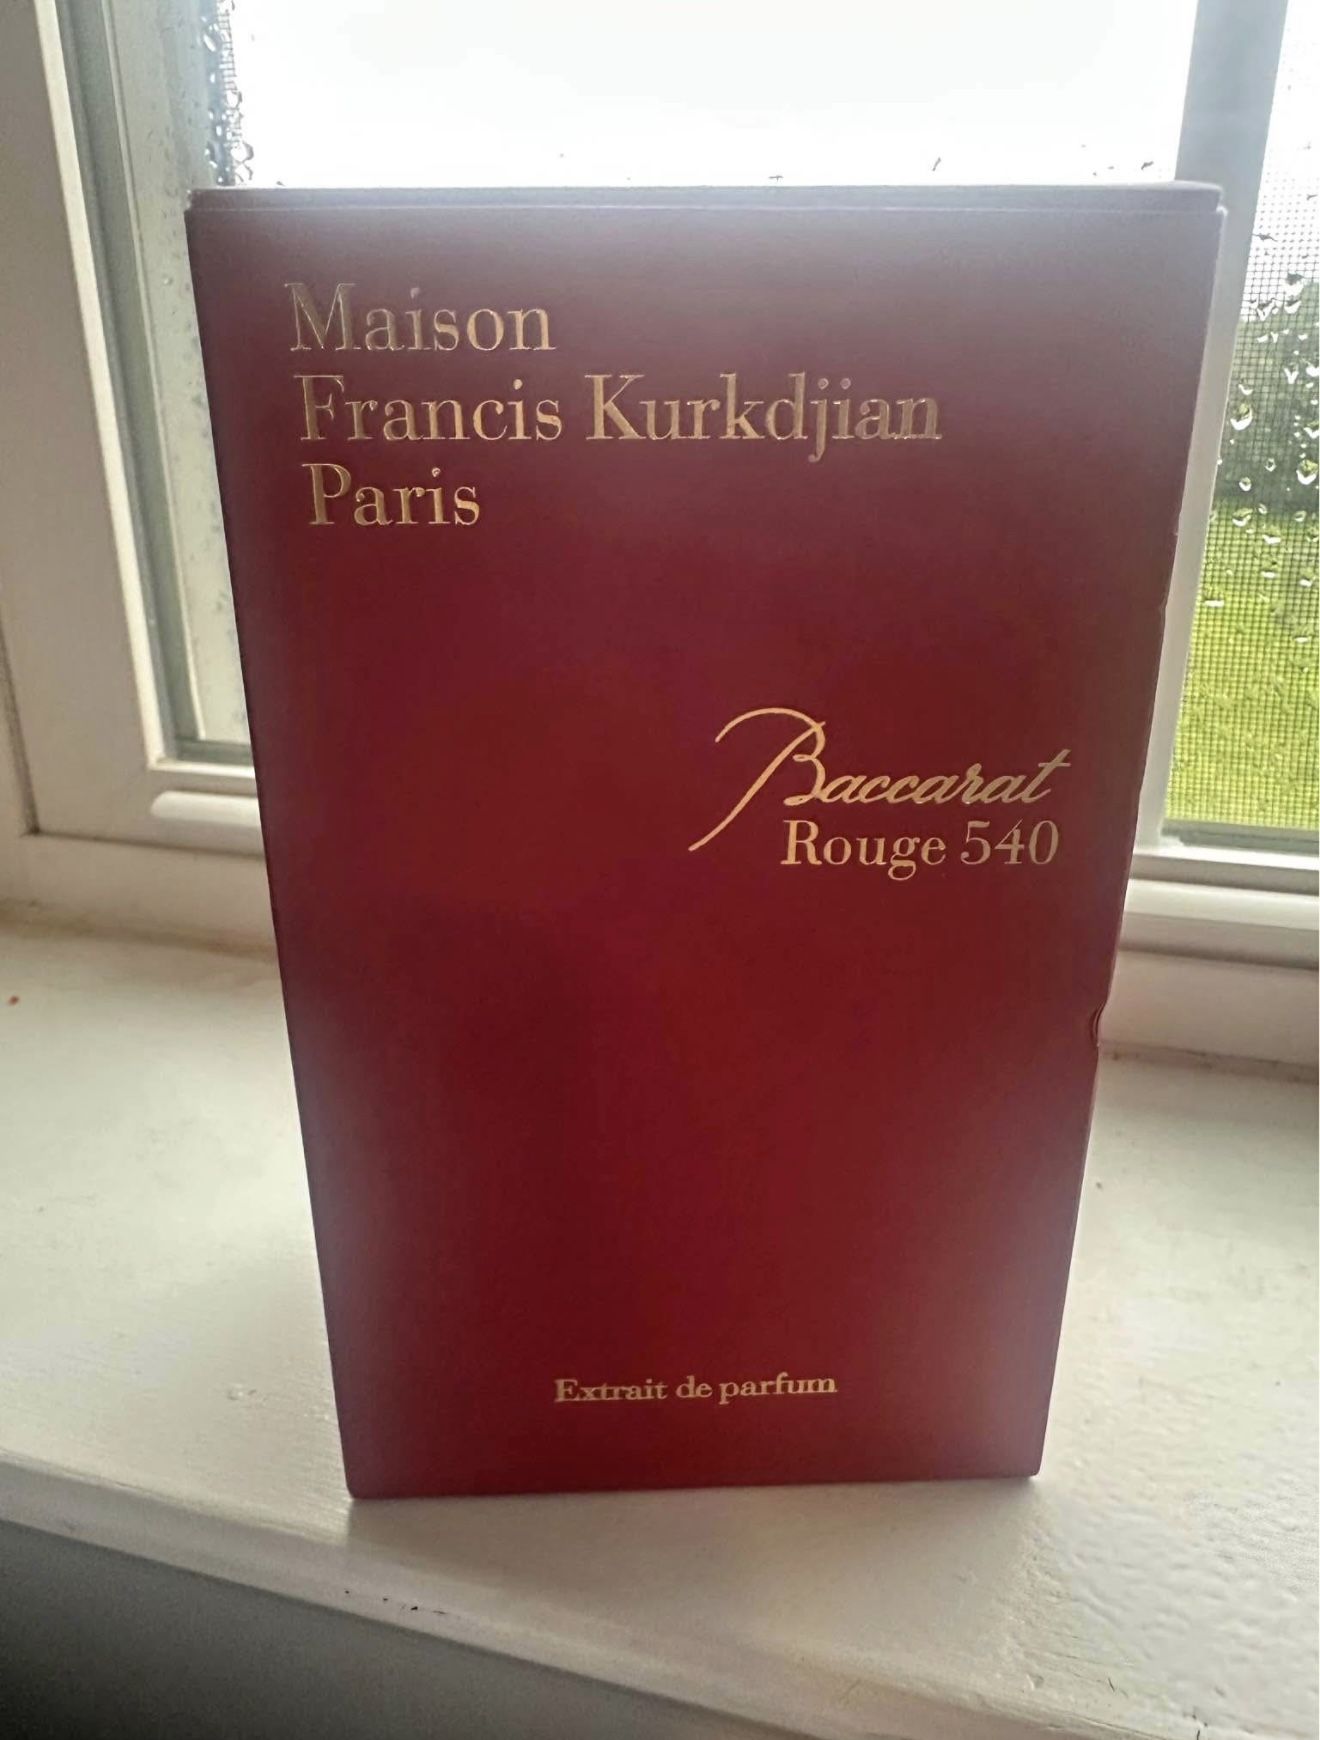 Maison
Francis Kurkdjian
Paris
Baccarat
Rouge 540
Extrait de parfum